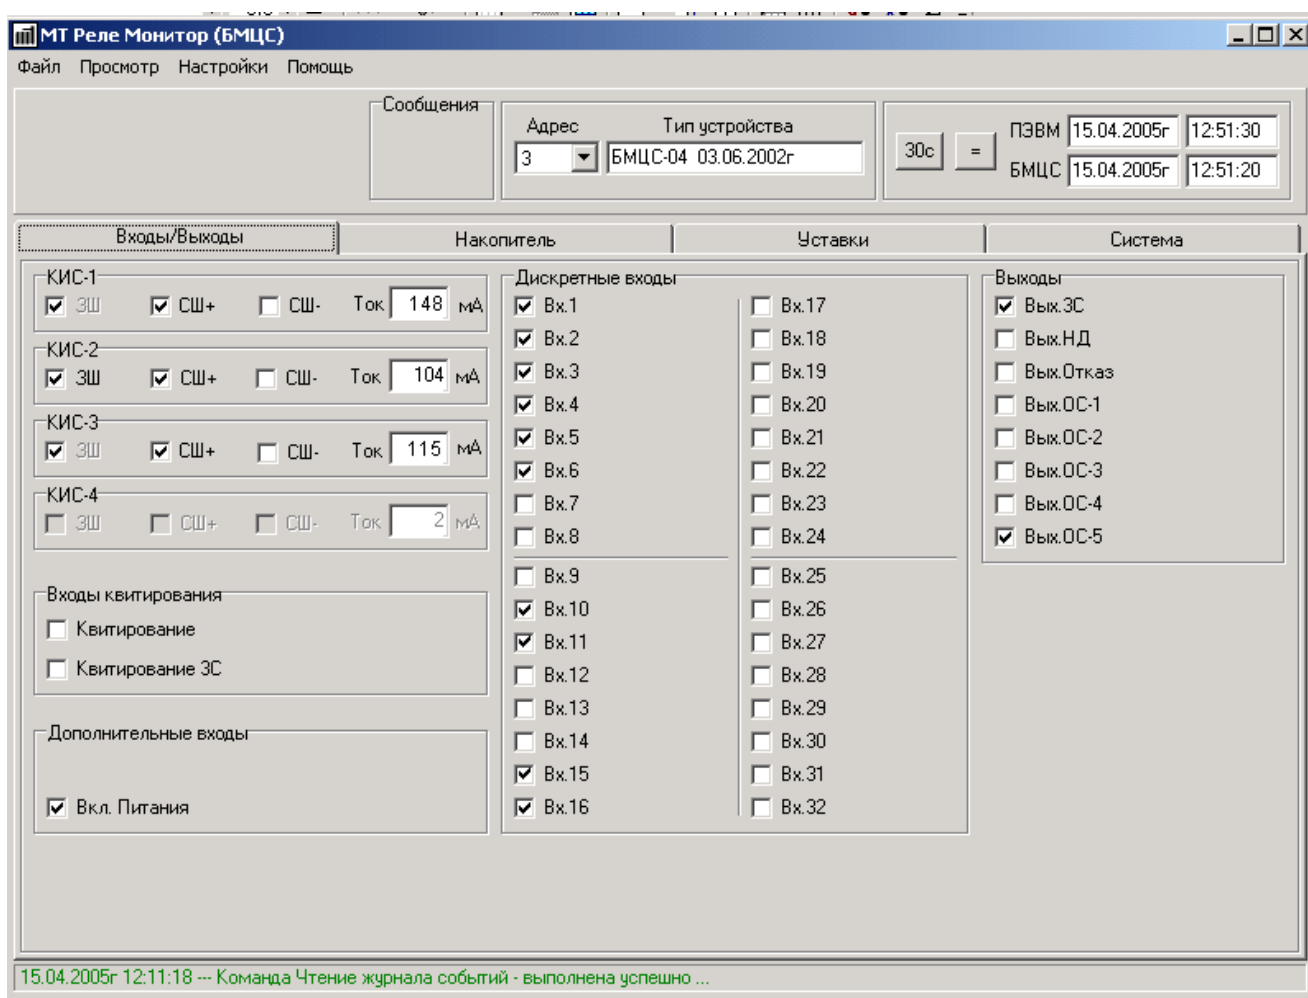 МТ Реле Монитор (БМЦС)
Файл Просмотр Настройки Помощь
Сообщения
Адрес Тип устройства
3 БМЦС-04 03.06.2002г
30с =
ПЭВМ 15.04.2005г 12:51:30
БМЦС 15.04.2005г 12:51:20
Входы/Выходы Накопитель Уставки Система
КИС-1
ЗШ СШ+ СШ- Ток 148 мА
КИС-2
ЗШ СШ+ СШ- Ток 104 мА
КИС-3
ЗШ СШ+ СШ- Ток 115 мА
КИС-4
ЗШ СШ+ СШ- Ток 2 мА
Входы квитирования
Квитирование
Квитирование ЗС
Дополнительные входы
Вкл. Питания
Дискретные входы
Вх.1
Вх.2
Вх.3
Вх.4
Вх.5
Вх.6
Вх.7
Вх.8
Вх.9
Вх.10
Вх.11
Вх.12
Вх.13
Вх.14
Вх.15
Вх.16
Вх.17
Вх.18
Вх.19
Вх.20
Вх.21
Вх.22
Вх.23
Вх.24
Вх.25
Вх.26
Вх.27
Вх.28
Вх.29
Вх.30
Вх.31
Вх.32
Выходы
Вых.ЗС
Вых.НД
Вых.Отказ
Вых.ОС-1
Вых.ОС-2
Вых.ОС-3
Вых.ОС-4
Вых.ОС-5
15.04.2005г 12:11:18 --- Команда Чтение журнала событий - выполнена успешно ...